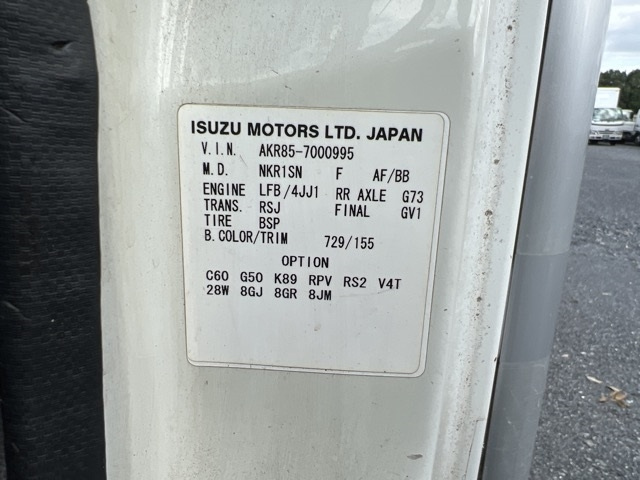 ISUZU MOTORS LTD. JAPAN
V.I.N. AKR85-7000995
M.D. NKR1SN F AF/BB
ENGINE LFB/4JJ1 RR AXLE G73
TRANS. RSJ FINAL GV1
TIRE BSP
B.COLOR/TRIM 729/155
OPTION
C60 G50 K89 RPV RS2 V4T
28W 8GJ 8GR 8JM